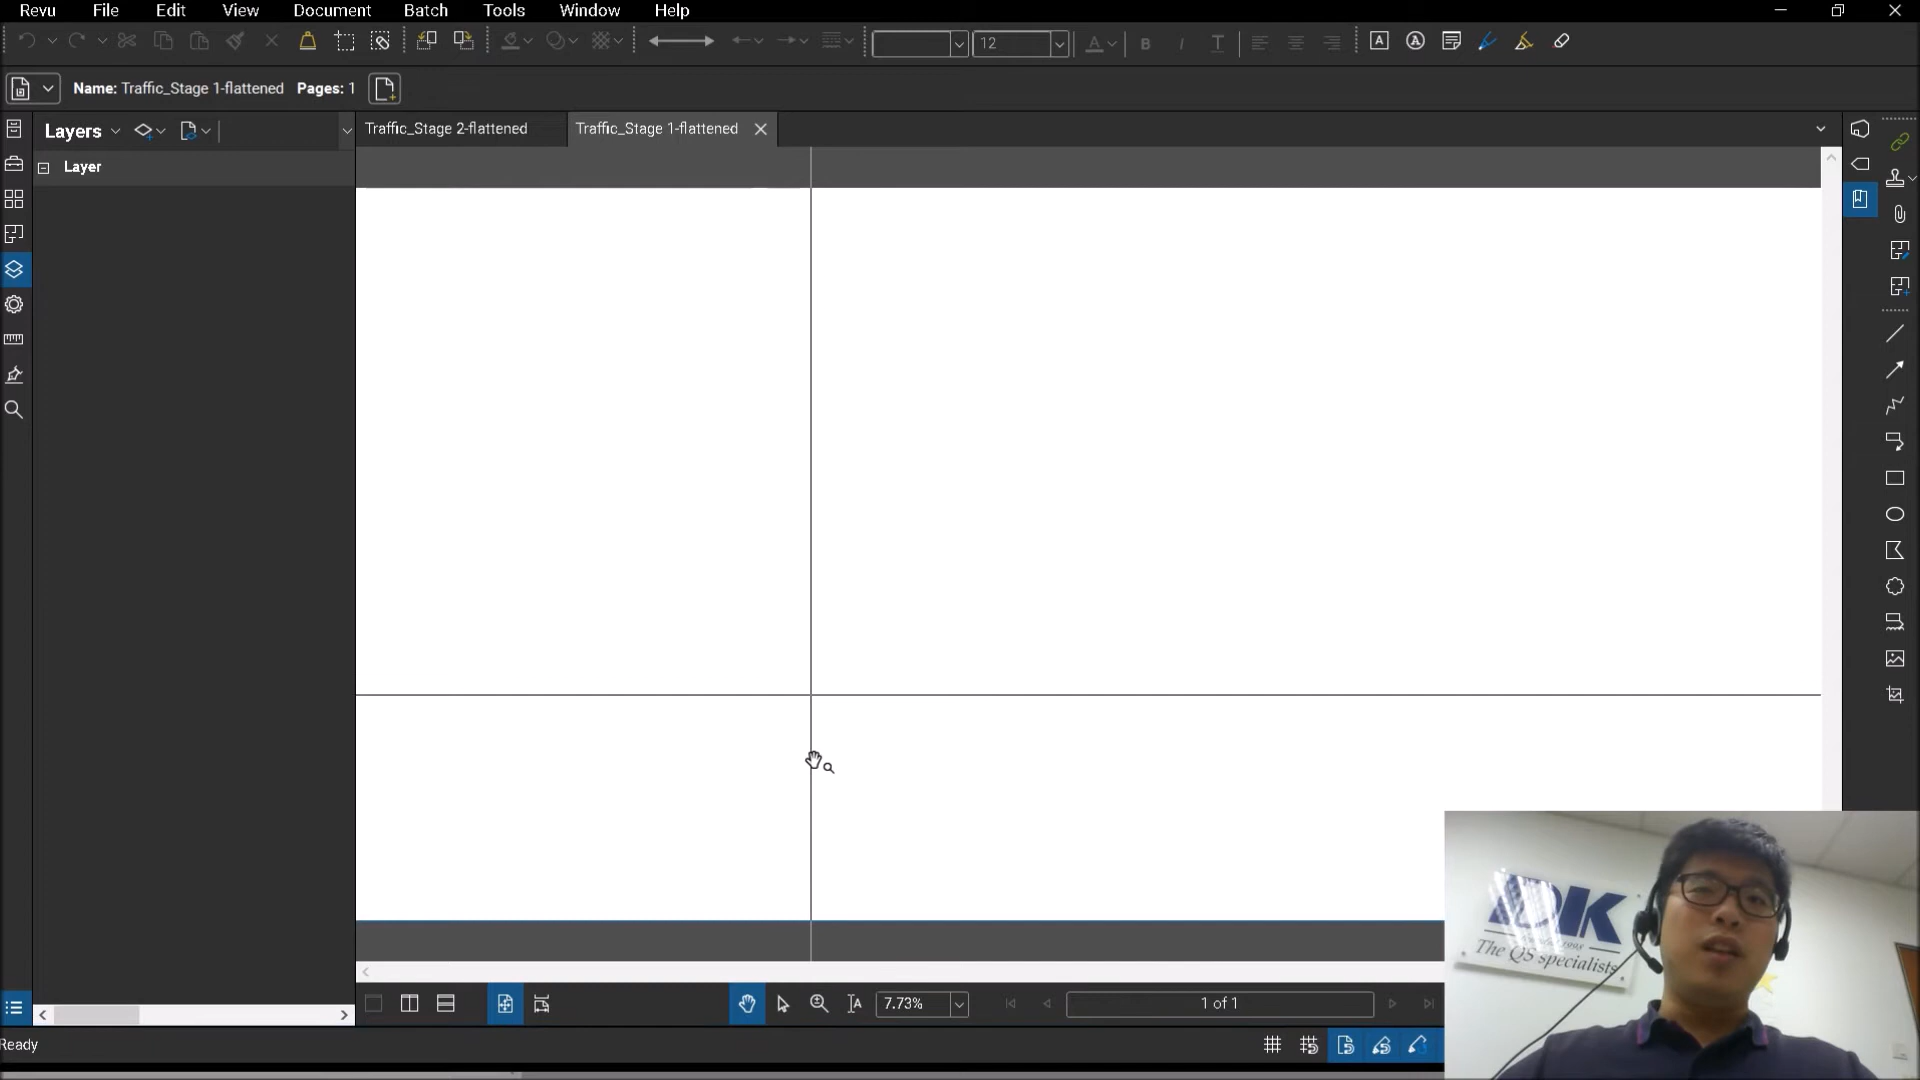 Revu File Edit View Document Batch Tools Window Help
12
Name: Traffic_Stage 1-flattened Pages: 1
Layers
Traffic_Stage 2-flattened
Traffic_Stage 1-flattened
Layer
7.73%
1 of 1
Ready
DK
The QS specialists